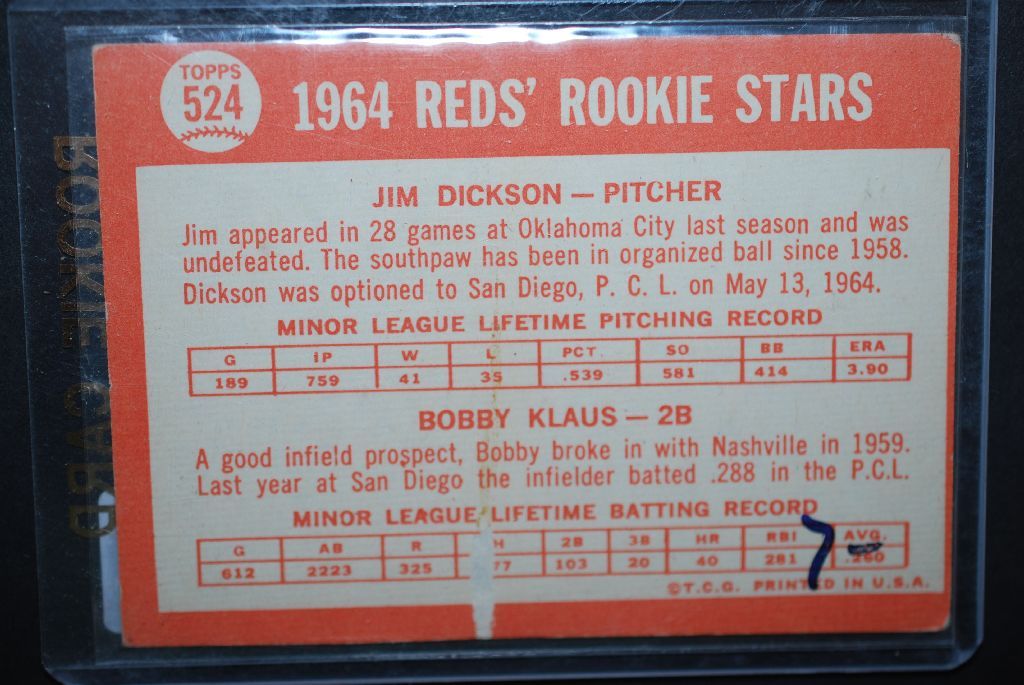 TOPPS
524
1964 REDS' ROOKIE STARS
JIM DICKSON — PITCHER
Jim appeared in 28 games at Oklahoma City last season and was
undefeated. The southpaw has been in organized ball since 1958.
Dickson was optioned to San Diego, P. C. L. on May 13, 1964.
MINOR LEAGUE LIFETIME PITCHING RECORD
G IP W L PCT. SO BB ERA
189 759 41 35 .539 581 414 3.90
BOBBY KLAUS — 2B
A good infield prospect, Bobby broke in with Nashville in 1959.
Last year at San Diego the infielder batted .288 in the P.C.L.
MINOR LEAGUE LIFETIME BATTING RECORD
G AB R H 2B 3B HR RBI AVG.
612 2223 325 77 103 20 40 281 .260
7-
©T.C.G. PRINTED IN U.S.A.
ROOKIE CARD